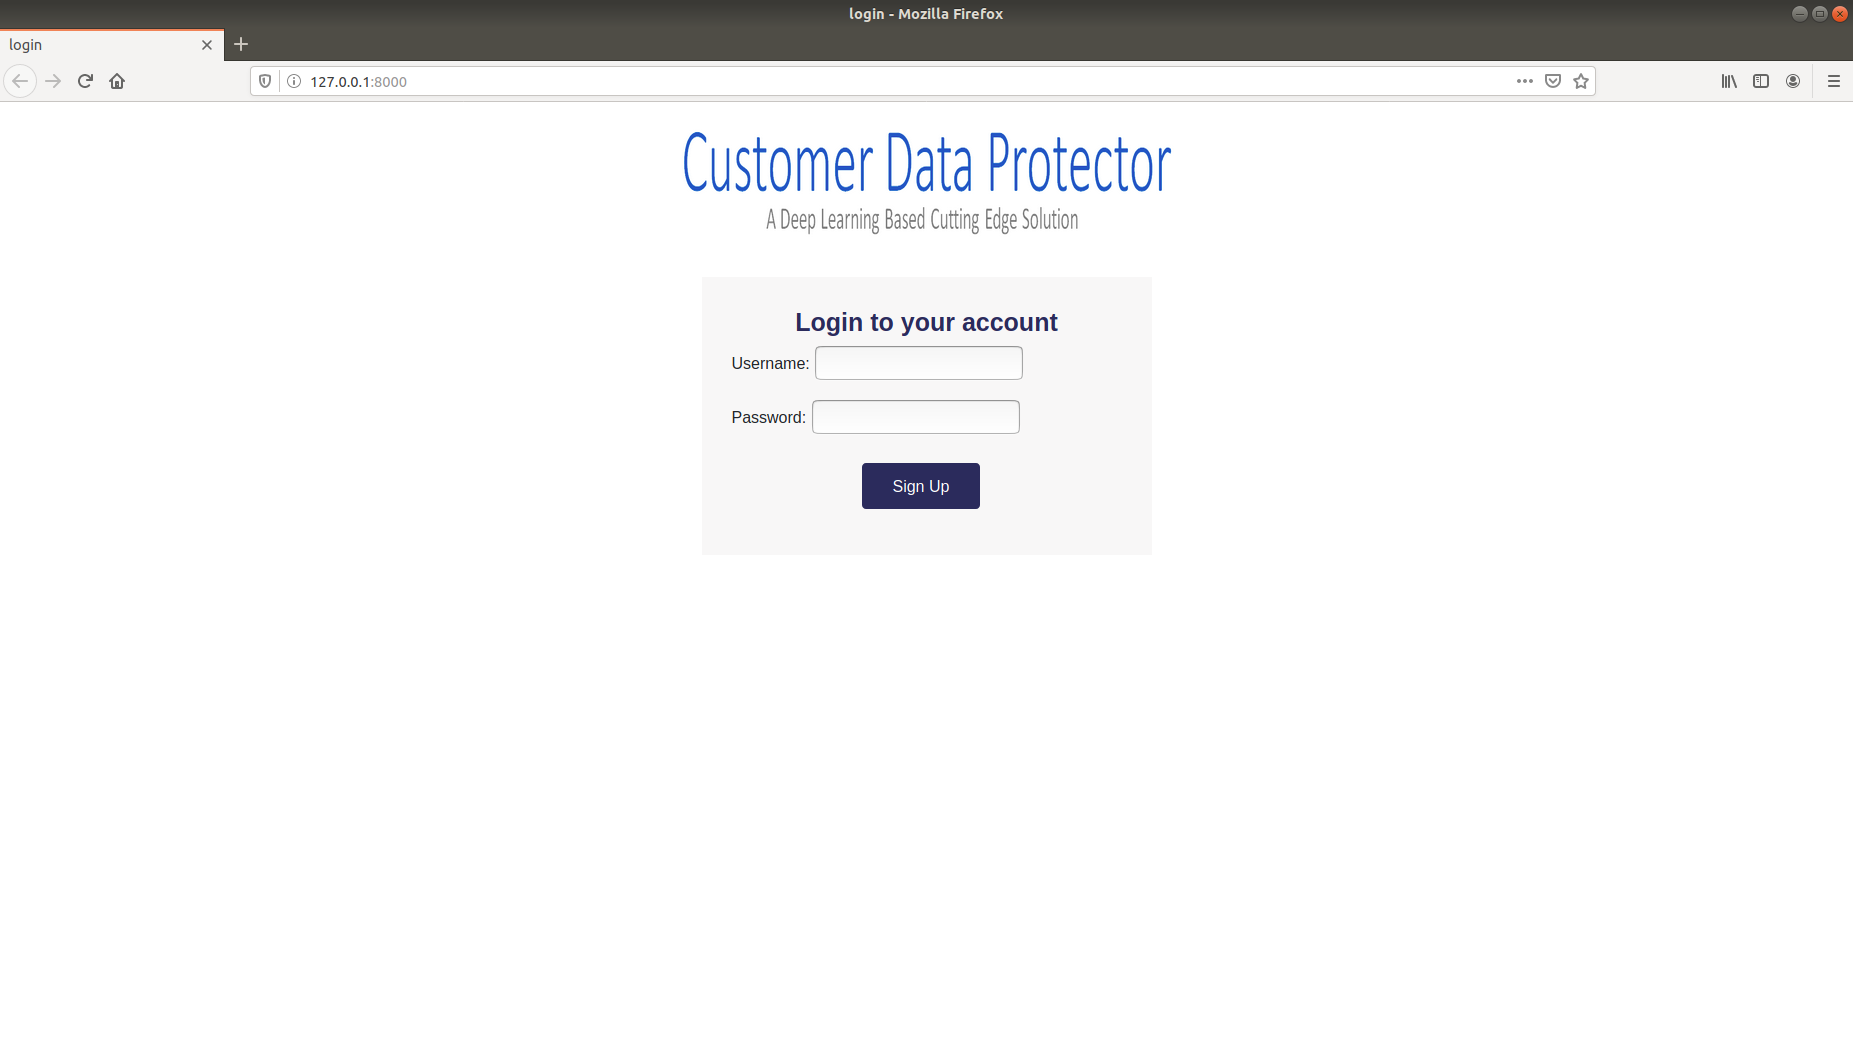 login - Mozilla Firefox
login
127.0.0.1:8000
Customer Data Protector
A Deep Learning Based Cutting Edge Solution
Login to your account
Username:
Password:
Sign Up